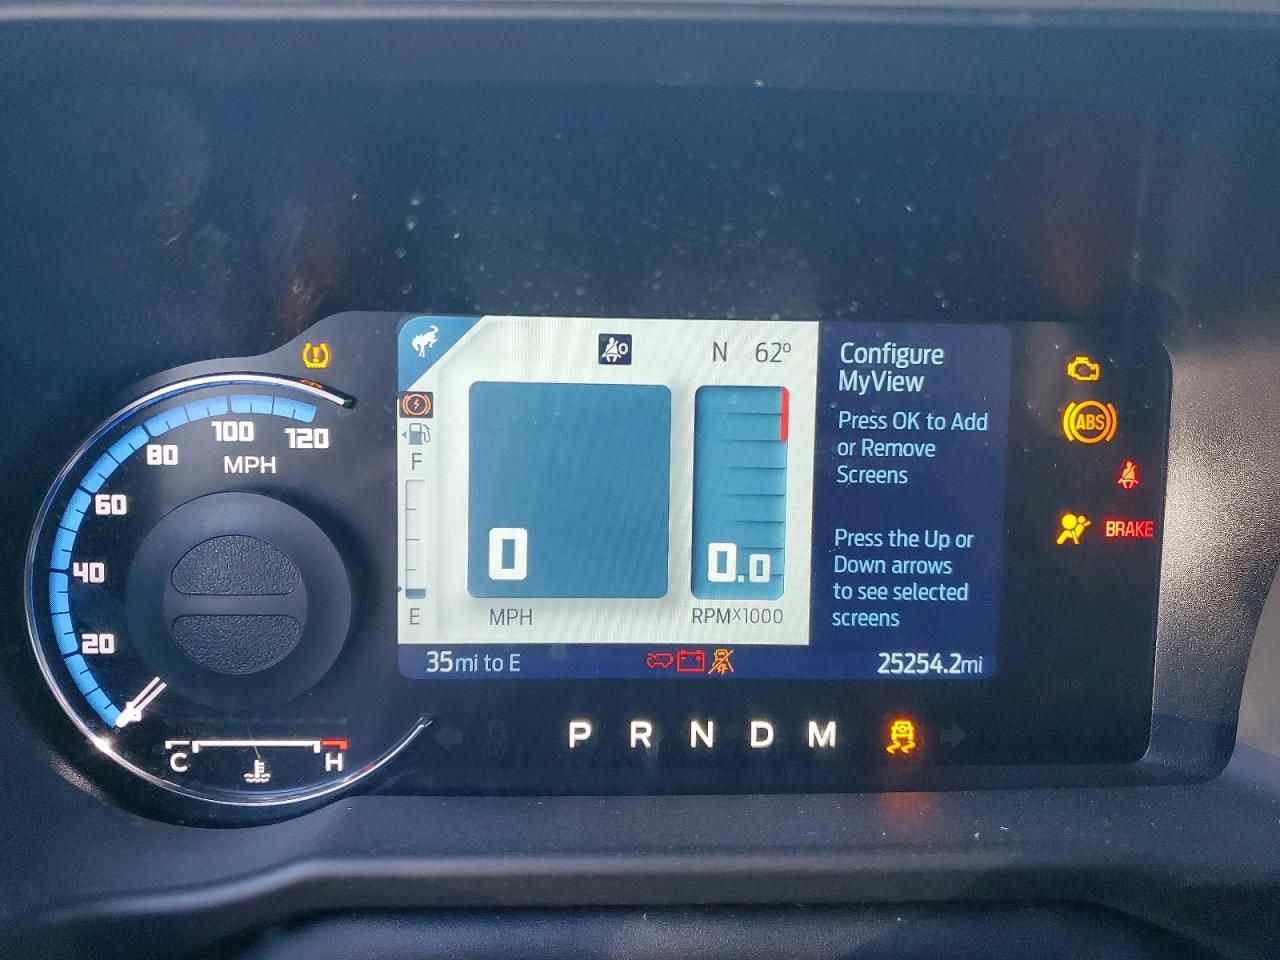 N 62°
Configure
MyView
Press OK to Add
or Remove
Screens
Press the Up or
Down arrows
to see selected
screens
120
100
80
60
40
20
MPH
F
E
0
MPH
0.0
RPMX1000
ABS
BRAKE
35mi to E
25254.2mi
C H
P R N D M